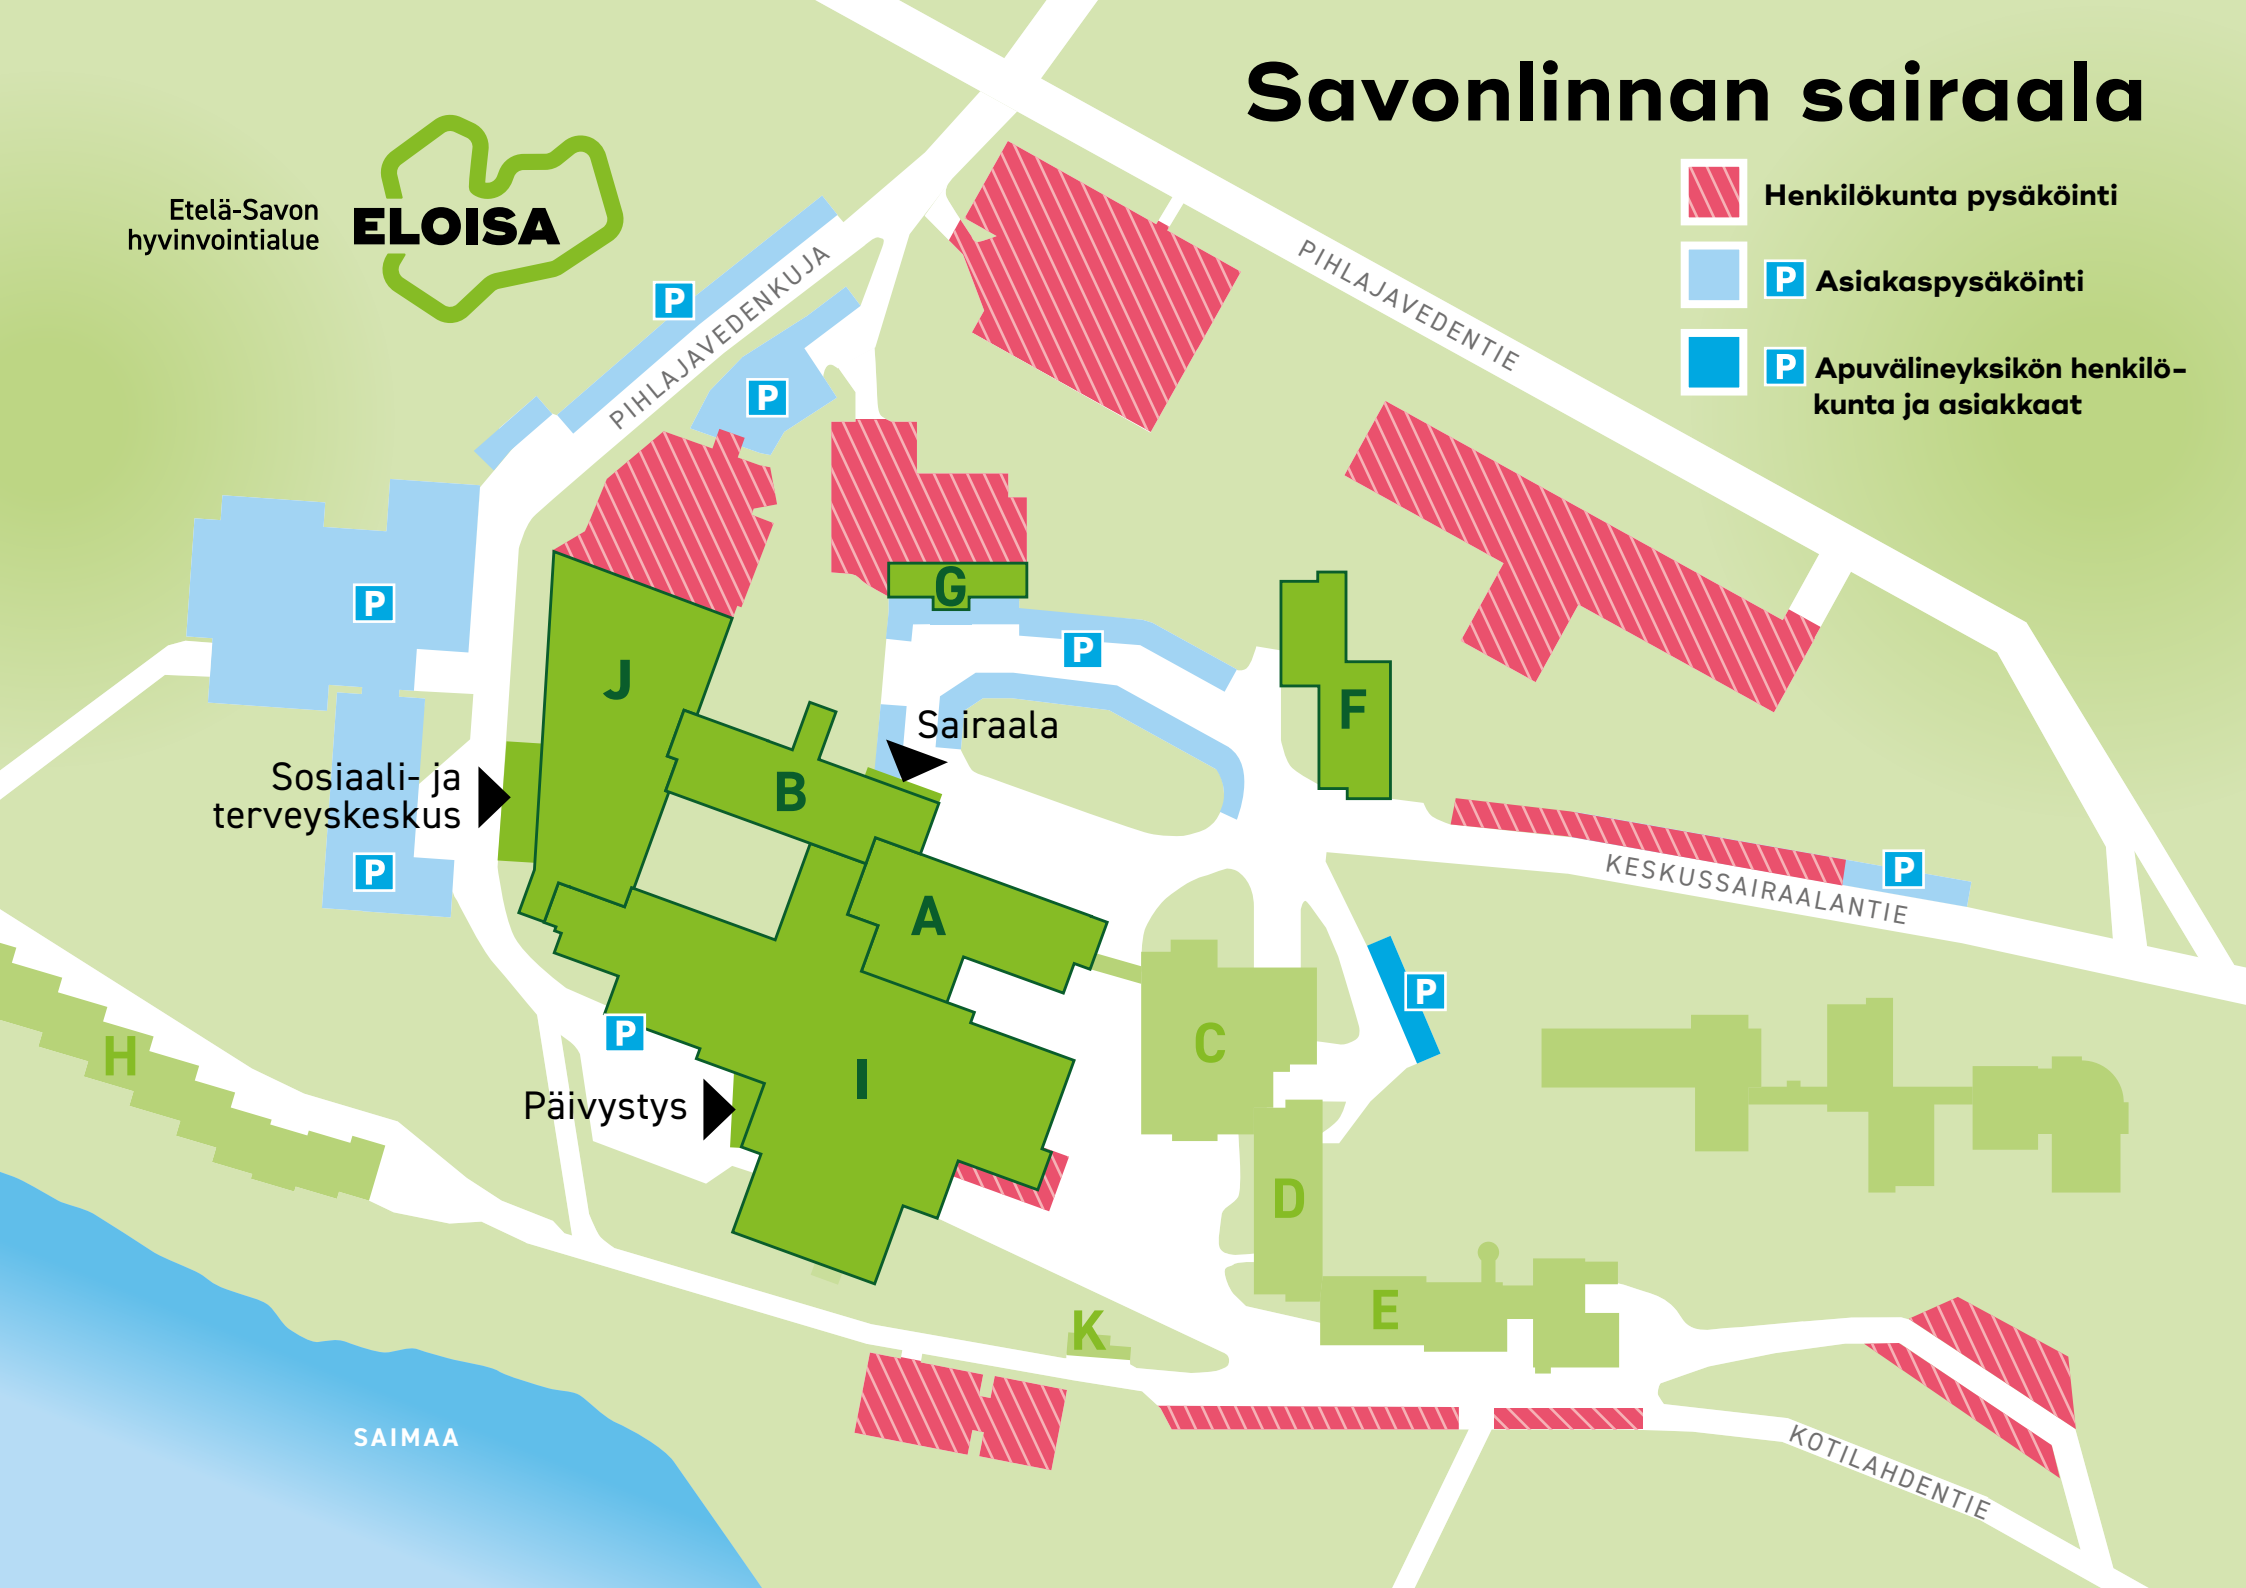 Savonlinnan sairaala
Etelä-Savon
hyvinvointialue
ELOISA
Henkilökunta pysäköinti
P Asiakaspysäköinti
P Apuvälineyksikön henkilö-
kunta ja asiakkaat
PIHLAJAVEDENKUJA
PIHLAJAVEDENTIE
P
P
P
G
P
J
F
Sairaala
B
Sosiaali- ja
terveyskeskus
P
KESKUSSAIRAALANTIE
P
A
P
P
H
C
I
Päivystys
D
E
K
SAIMAA
KOTILAHDENTIE